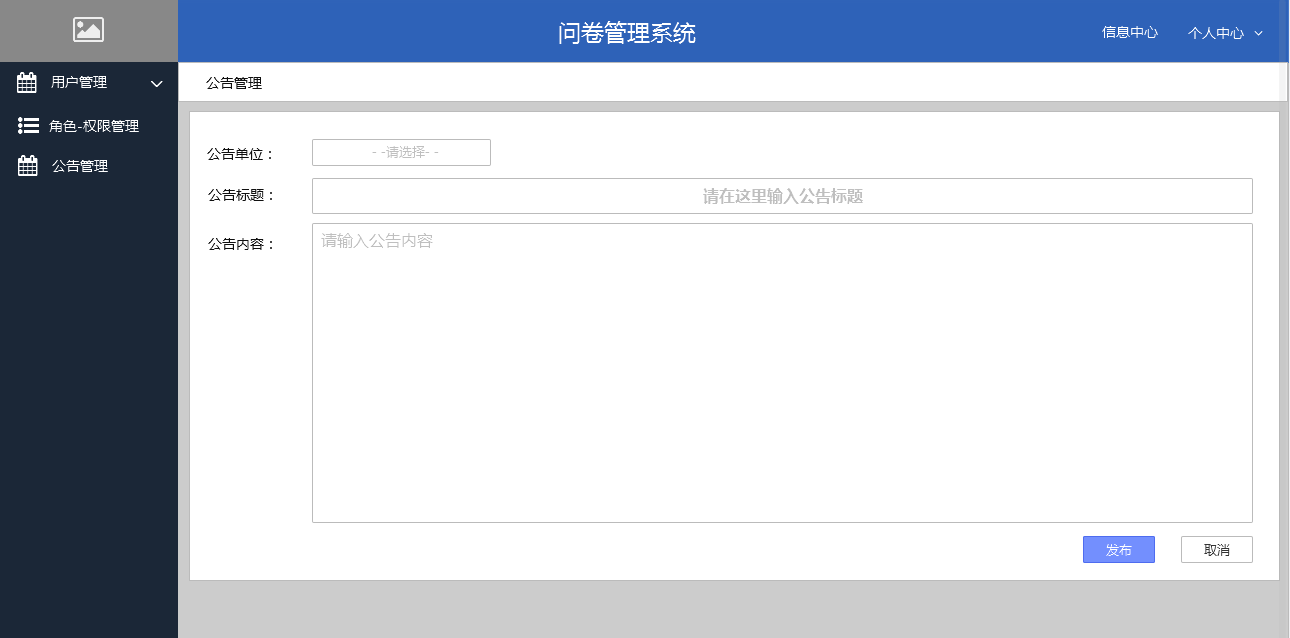 问卷管理系统
信息中心
个人中心
用户管理
角色-权限管理
公告管理
公告管理
公告单位：
- -请选择- -
公告标题：
请在这里输入公告标题
公告内容：
请输入公告内容
发布
取消